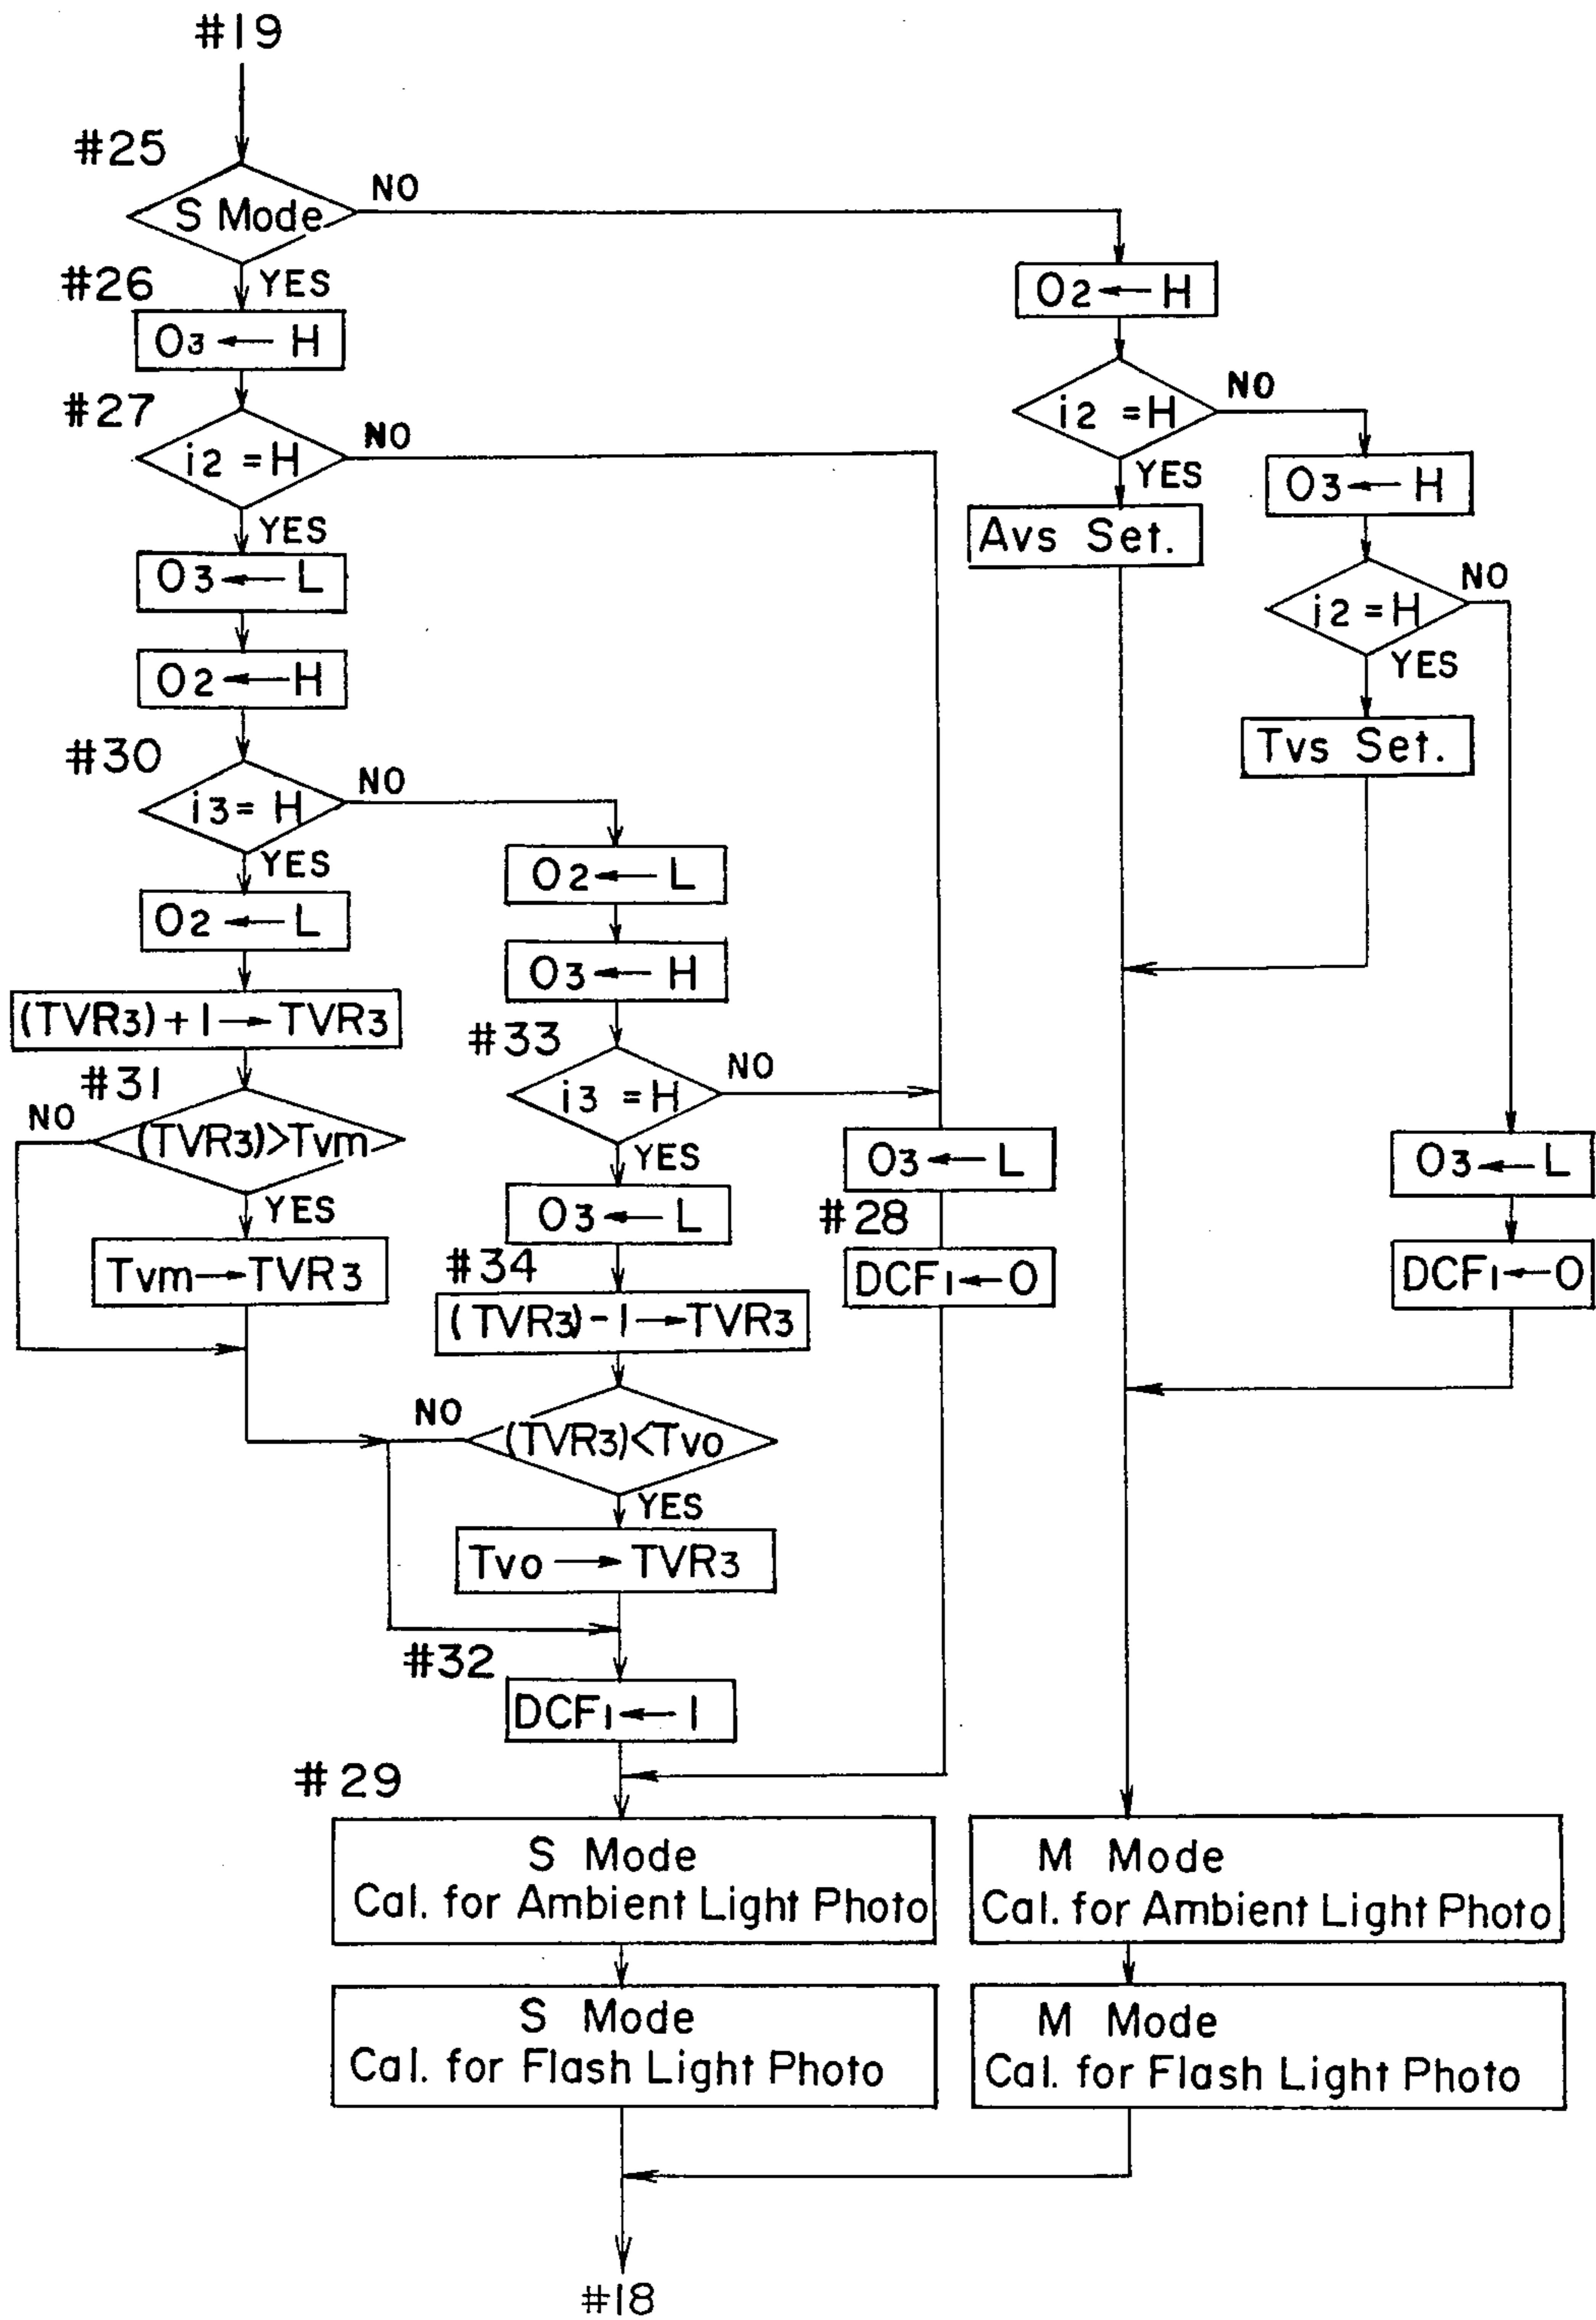 #19
#25
S Mode
NO
YES
#26
O3 ← H
#27
i2 = H
NO
YES
O3 ← L
O2 ← H
#30
i3 = H
NO
YES
O2 ← L
(TVR3) + 1 → TVR3
#31
(TVR3) > Tvm
NO
YES
Tvm → TVR3
O2 ← L
O3 ← H
#33
i3 = H
NO
YES
O3 ← L
#34
(TVR3) - 1 → TVR3
(TVR3) < Tvo
NO
YES
Tvo → TVR3
#32
DCF1 ← 1
O3 ← L
#28
DCF1 ← 0
O2 ← H
i2 = H
NO
YES
Avs Set.
O3 ← H
i2 = H
NO
YES
Tvs Set.
O3 ← L
DCF1 ← 0
#29
S Mode
Cal. for Ambient Light Photo
S Mode
Cal. for Flash Light Photo
M Mode
Cal. for Ambient Light Photo
M Mode
Cal. for Flash Light Photo
#18